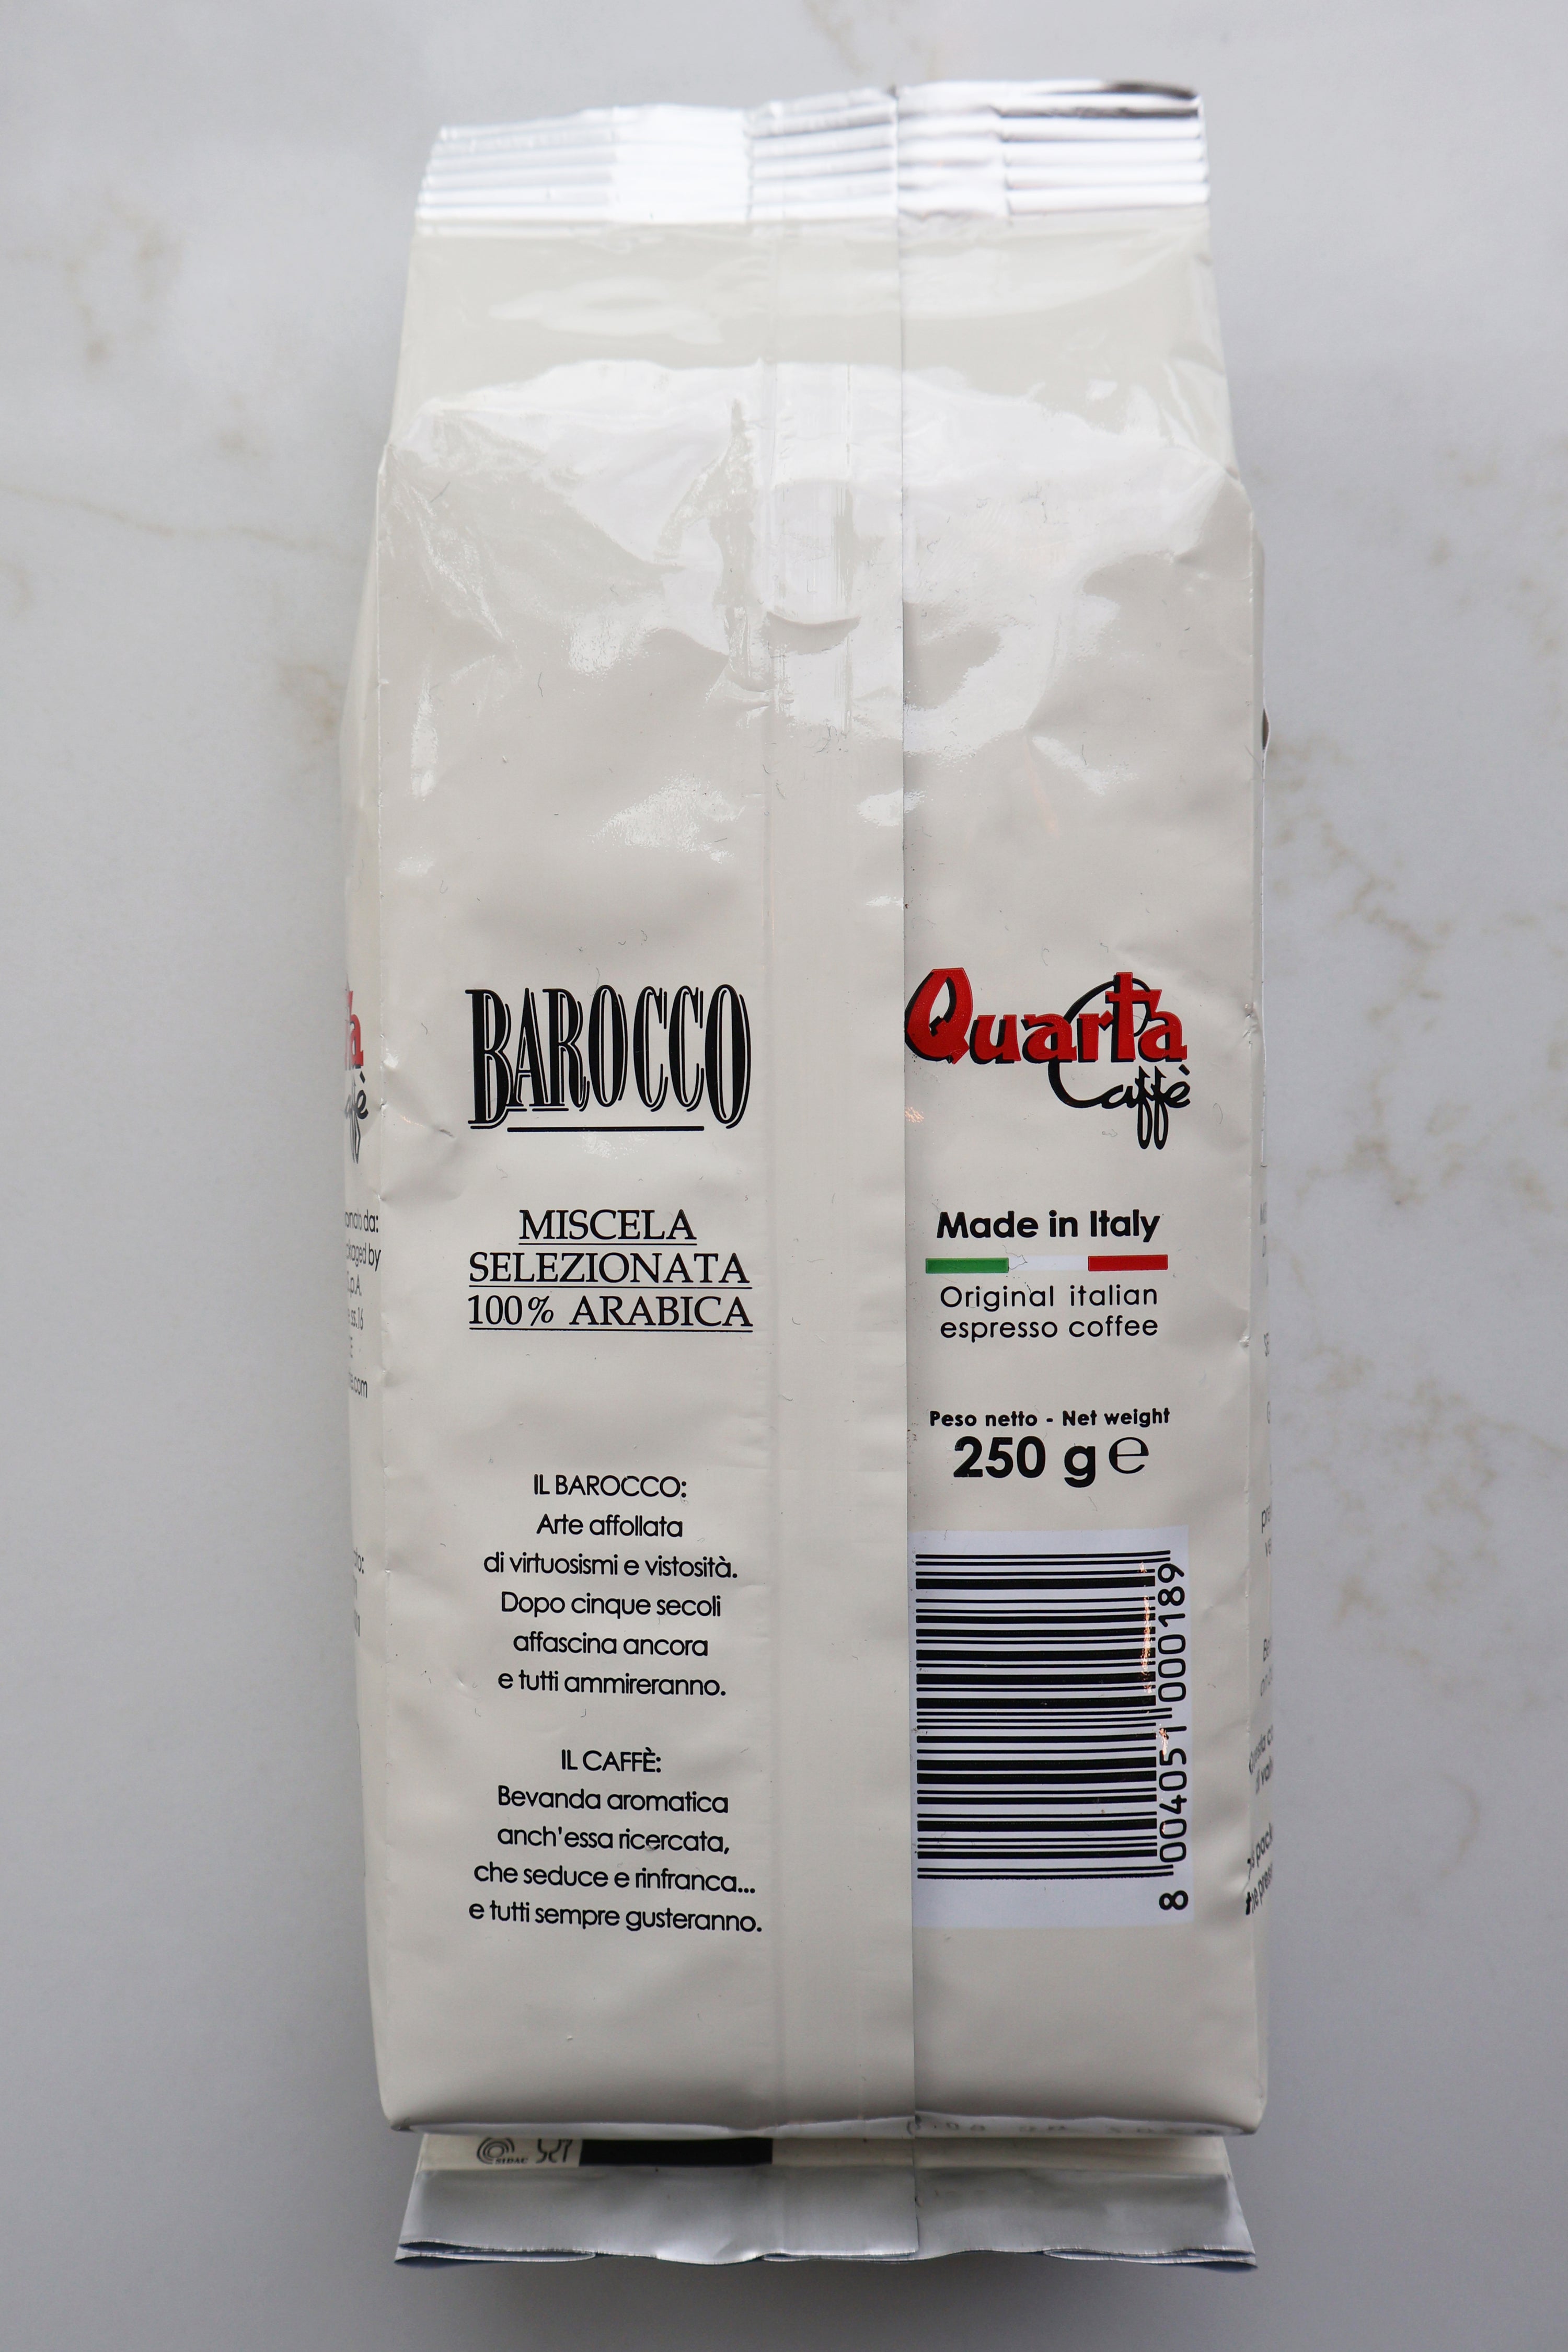 BAROCCO
MISCELA
SELEZIONATA
100% ARABICA
IL BAROCCO:
Arte affollata
di virtuosismi e vistosità.
Dopo cinque secoli
affascina ancora
e tutti ammireranno.
IL CAFFÈ:
Bevanda aromatica
anch'essa ricercata,
che seduce e rinfranca...
e tutti sempre gusteranno.
Quarta
Caffè
Made in Italy
Original italian
espresso coffee
Peso netto - Net weight
250 g e
8 004051 000189
da:
by